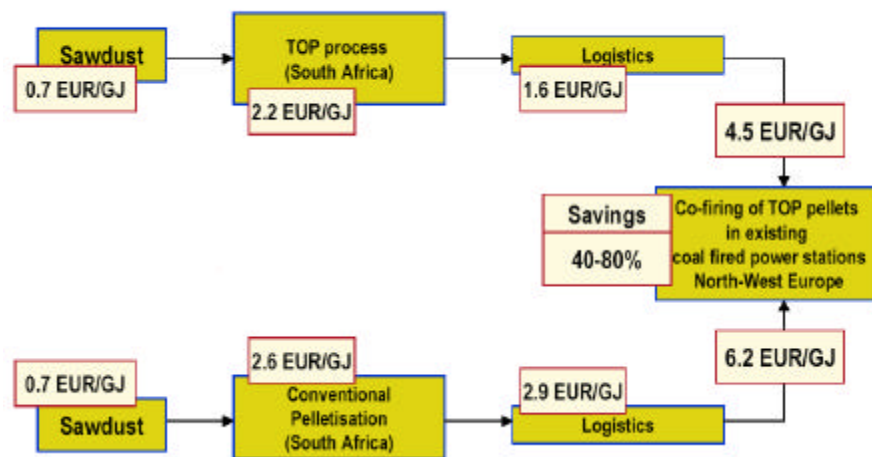 Sawdust
0.7 EUR/GJ
TOP process
(South Africa)
2.2 EUR/GJ
Logistics
1.6 EUR/GJ
4.5 EUR/GJ
Savings
40-80%
Co-firing of TOP pellets
in existing
coal fired power stations
North-West Europe
6.2 EUR/GJ
0.7 EUR/GJ
Sawdust
2.6 EUR/GJ
Conventional
Pelletisation
(South Africa)
2.9 EUR/GJ
Logistics